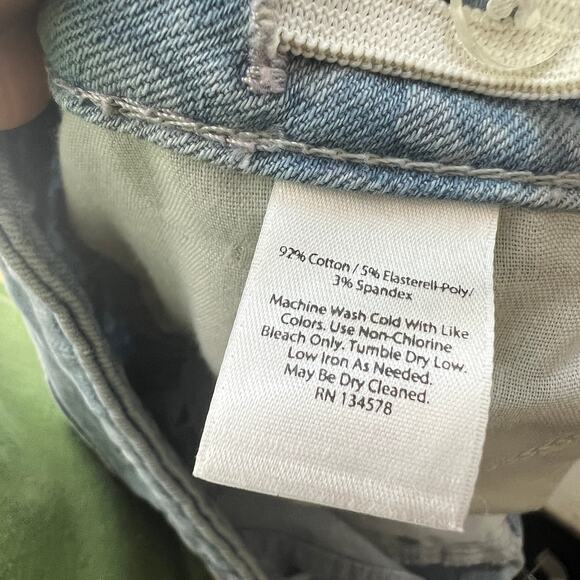 92% Cotton / 5% Elasterell-Poly/
3% Spandex
Machine Wash Cold With Like
Colors. Use Non-Chlorine
Bleach Only. Tumble Dry Low.
Low Iron As Needed.
May Be Dry Cleaned.
RN 134578